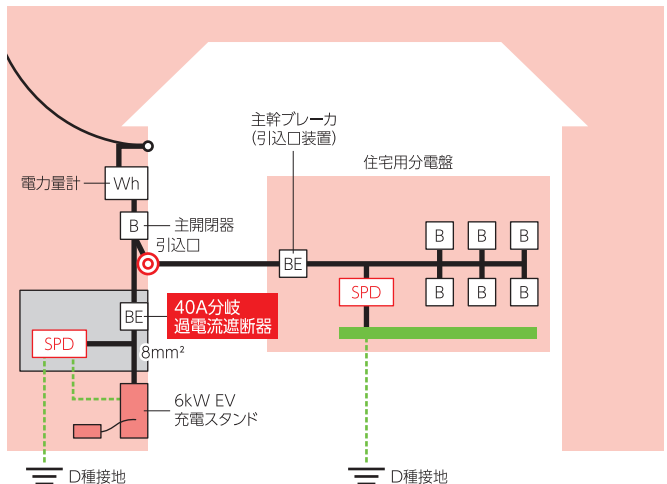 主幹ブレーカ
(引込口装置)
住宅用分電盤
電力量計
Wh
B
主開閉器
引込口
B
B
B
BE
SPD
B
B
B
BE
40A分岐
過電流遮断器
SPD
8mm²
6kW EV
充電スタンド
D種接地
D種接地